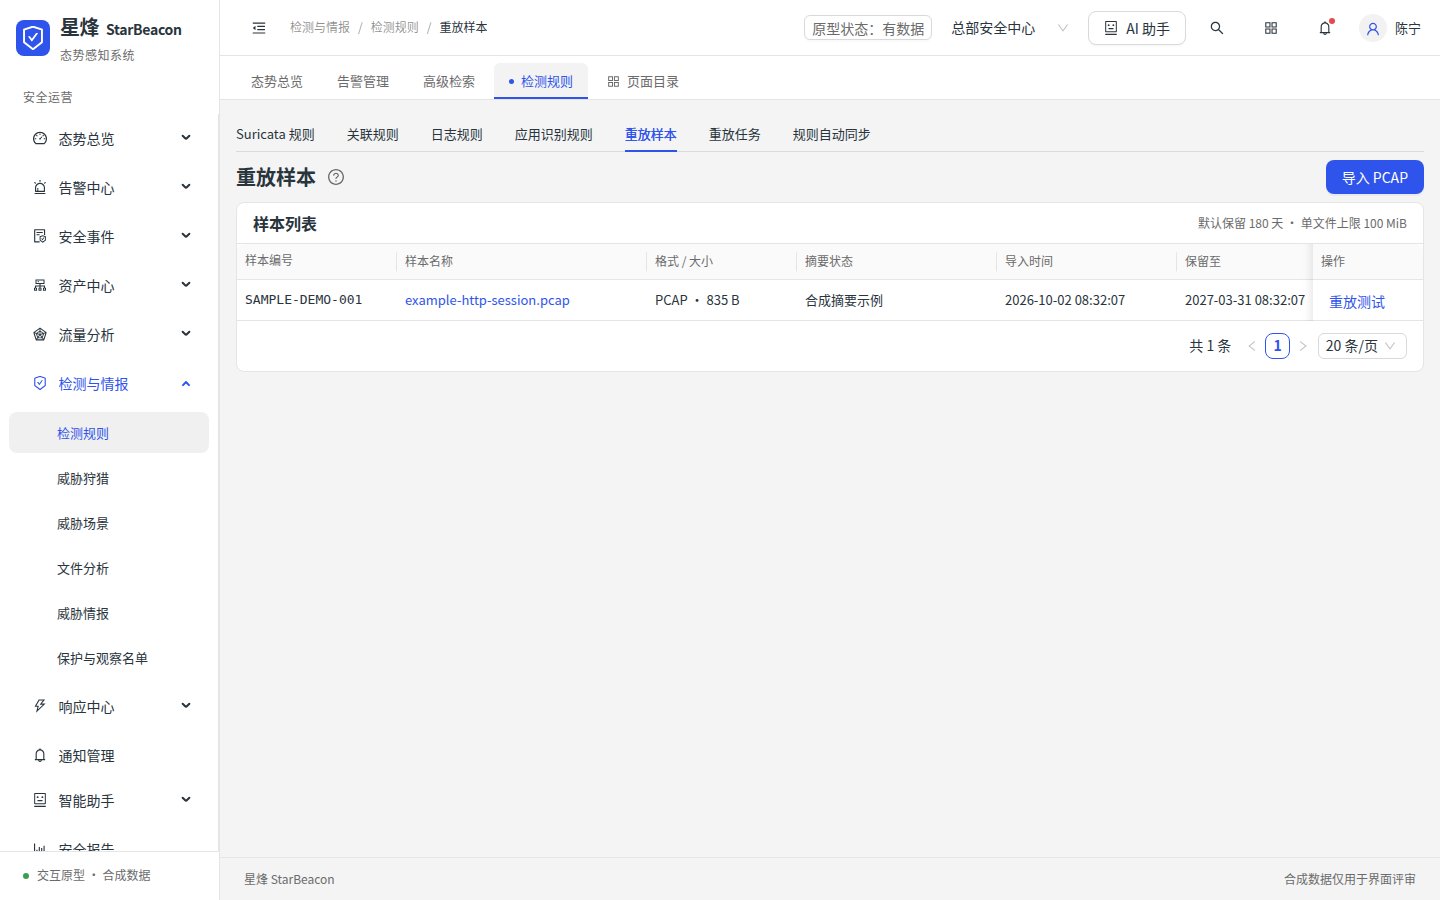 星烽 StarBeacon
态势感知系统
安全运营
态势总览
告警中心
安全事件
资产中心
流量分析
检测与情报
检测规则
威胁狩猎
威胁场景
文件分析
威胁情报
保护与观察名单
响应中心
通知管理
智能助手
安全报告
交互原型 · 合成数据
检测与情报 / 检测规则 / 重放样本
原型状态：有数据
总部安全中心
AI 助手
陈宁
态势总览 告警管理 高级检索 检测规则 页面目录
Suricata 规则 关联规则 日志规则 应用识别规则 重放样本 重放任务 规则自动同步
重放样本
导入 PCAP
样本列表
默认保留 180 天 · 单文件上限 100 MiB
样本编号 样本名称 格式 / 大小 摘要状态 导入时间 保留至 操作
SAMPLE-DEMO-001 example-http-session.pcap PCAP · 835 B 合成摘要示例 2026-10-02 08:32:07 2027-03-31 08:32:07 重放测试
共 1 条 1 20 条/页
星烽 StarBeacon
合成数据仅用于界面评审